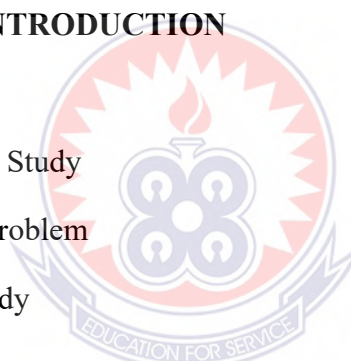 NTRODUCTION
Study
roblem
dy
EDUCATION FOR SERVICE